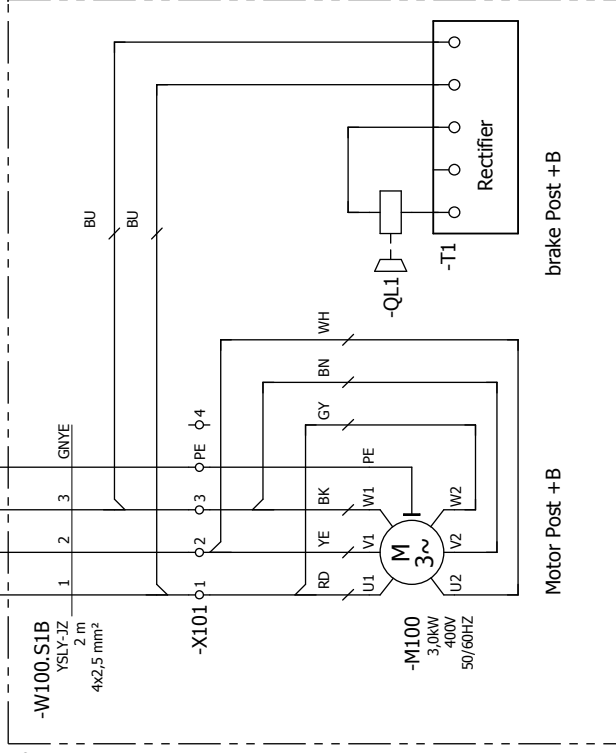 -W100.S1B
YSLY-JZ
2 m
4x2,5 mm²
1
2
3
GNYE
BU
BU
-X101
1
2
3
PE
4
RD
YE
BK
PE
GY
BN
WH
U1
V1
W1
M
3~
-M100
3,0kW
400V
50/60HZ
U2
V2
W2
-QL1
-T1
Rectifier
Motor Post +B
brake Post +B